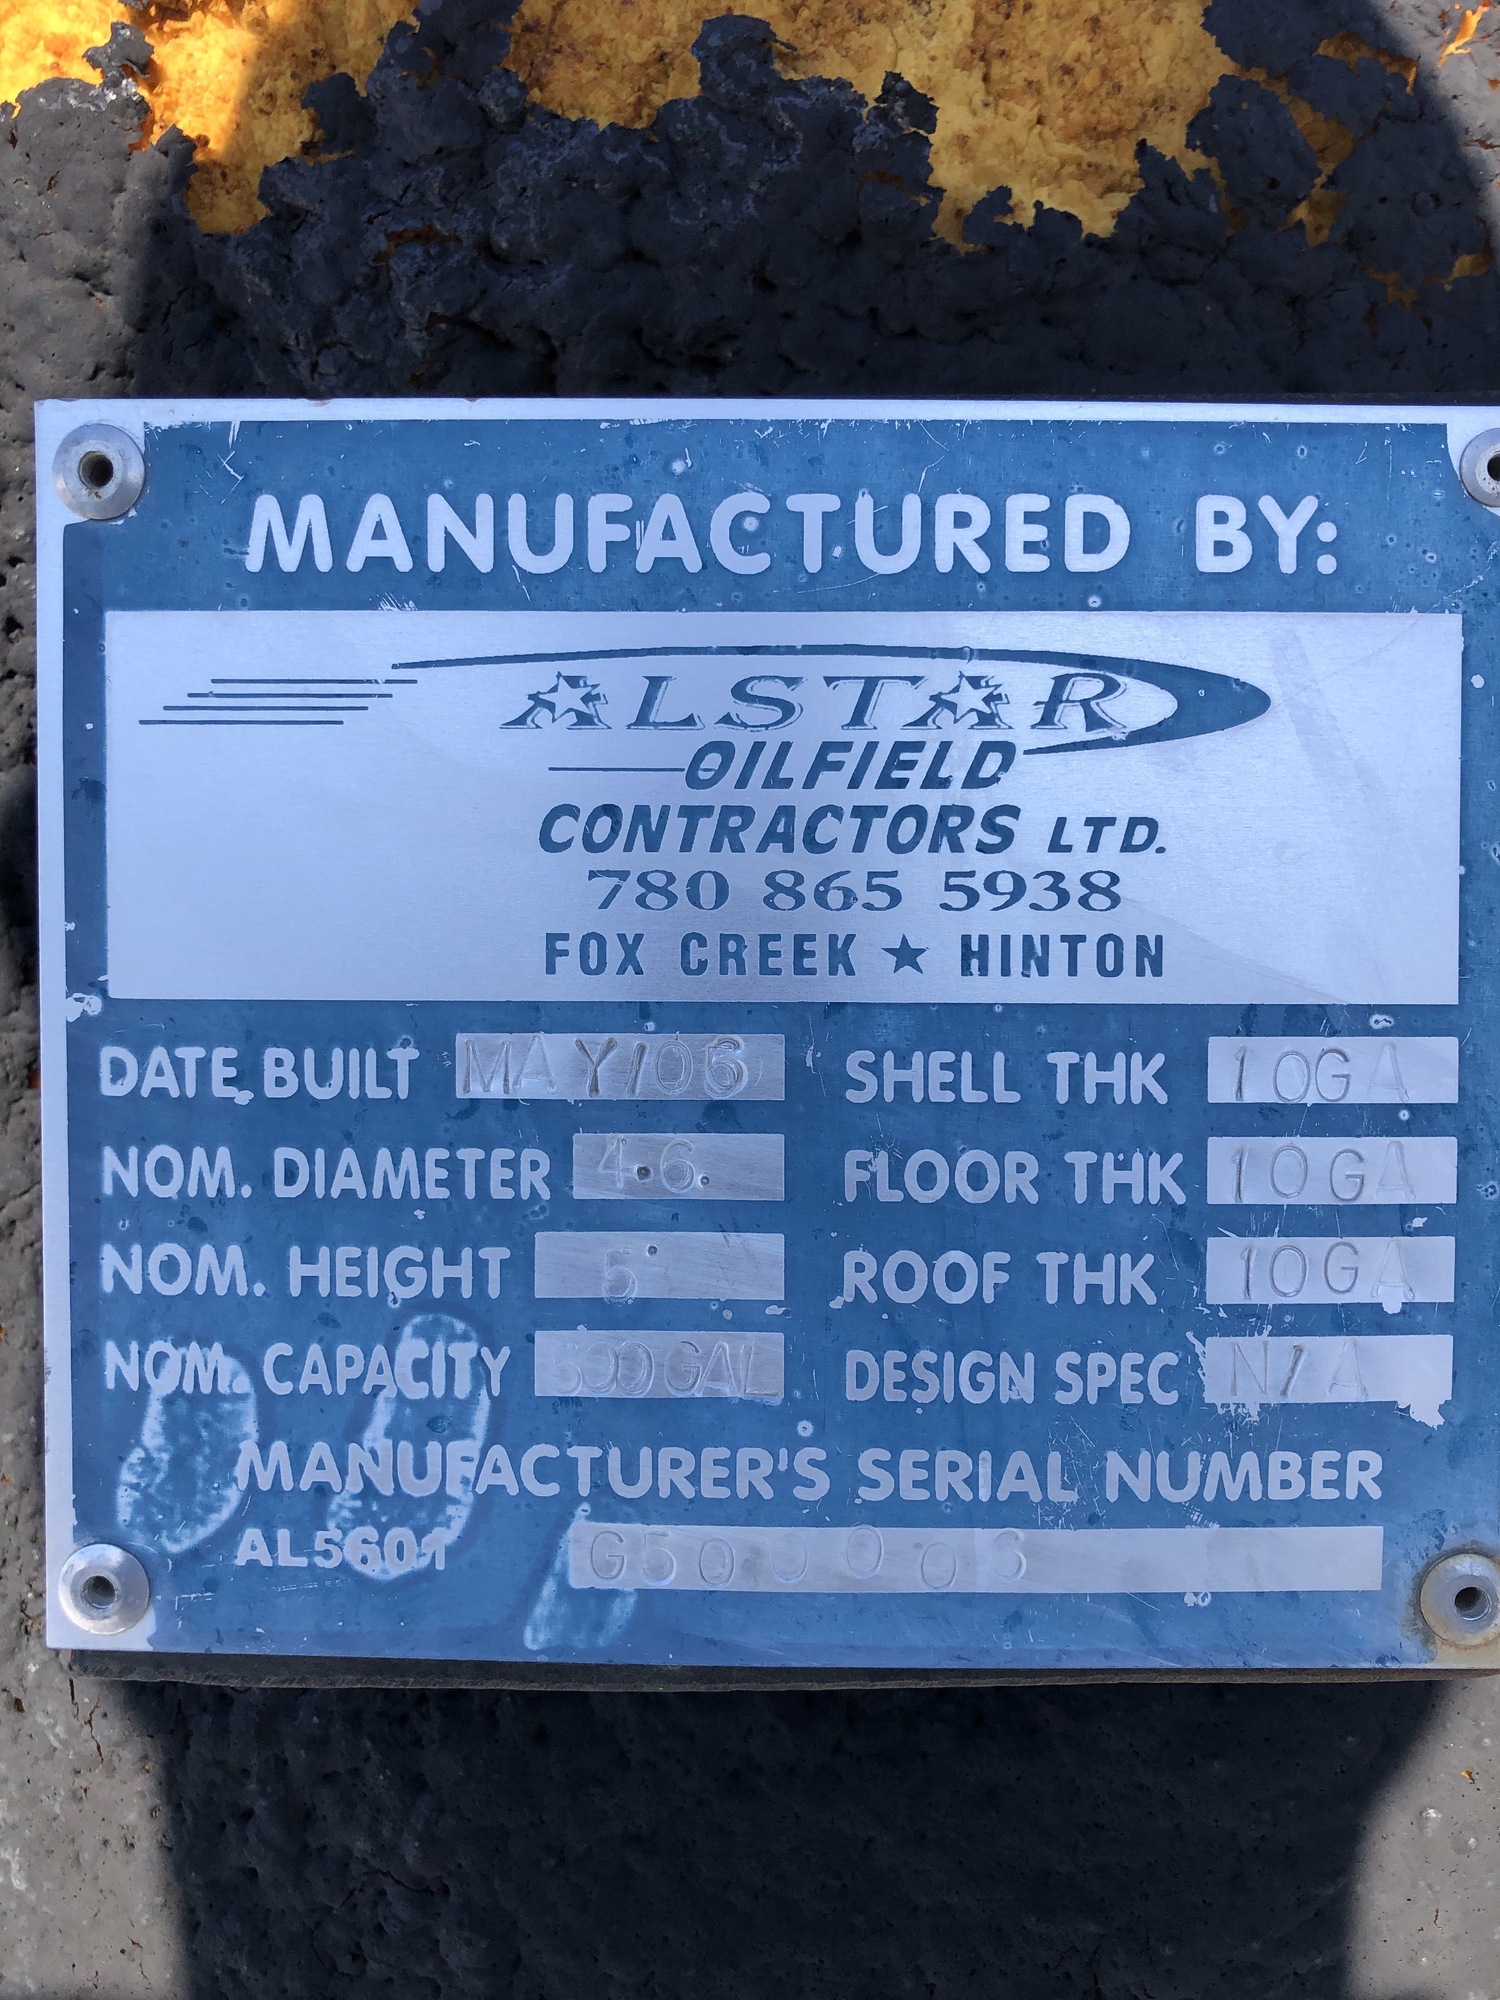 MANUFACTURED BY:
ALSTAR
OILFIELD
CONTRACTORS LTD.
780 865 5938
FOX CREEK ★ HINTON
DATE BUILT MAY/06 SHELL THK 10GA
NOM. DIAMETER 4.6. FLOOR THK 10GA
NOM. HEIGHT 5' ROOF THK 10GA
NOM. CAPACITY 500GAL DESIGN SPEC N/A
MANUFACTURER'S SERIAL NUMBER
AL5601 G500006